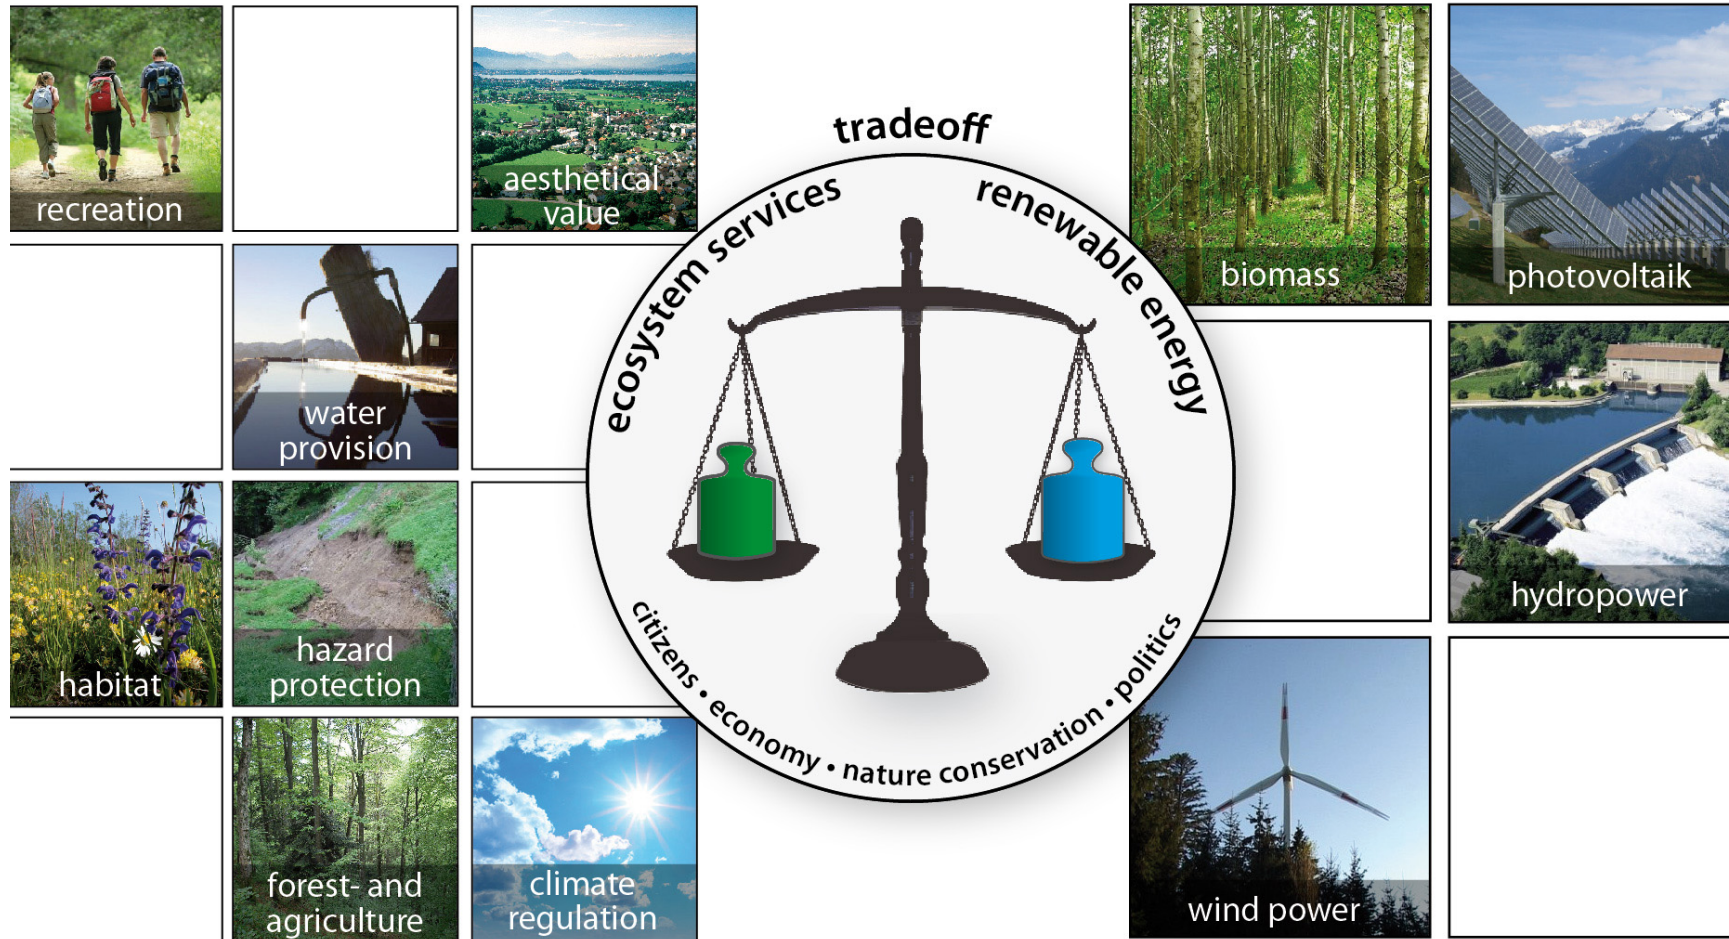 recreation
aesthetical
value
water
provision
habitat
hazard
protection
forest- and
agriculture
climate
regulation
tradeoff
ecosystem services
renewable energy
citizens • economy • nature conservation • politics
biomass
photovoltaik
hydropower
wind power